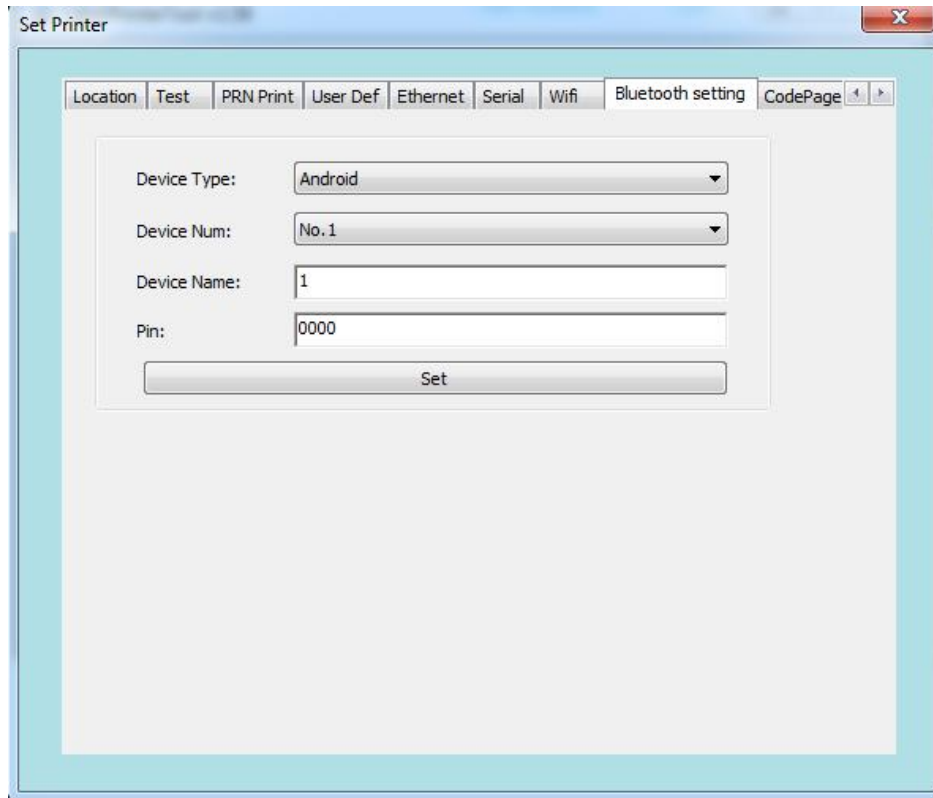 Set Printer
Location Test PRN Print User Def Ethernet Serial Wifi Bluetooth setting CodePage
Device Type: Android
Device Num: No.1
Device Name: 1
Pin: 0000
Set